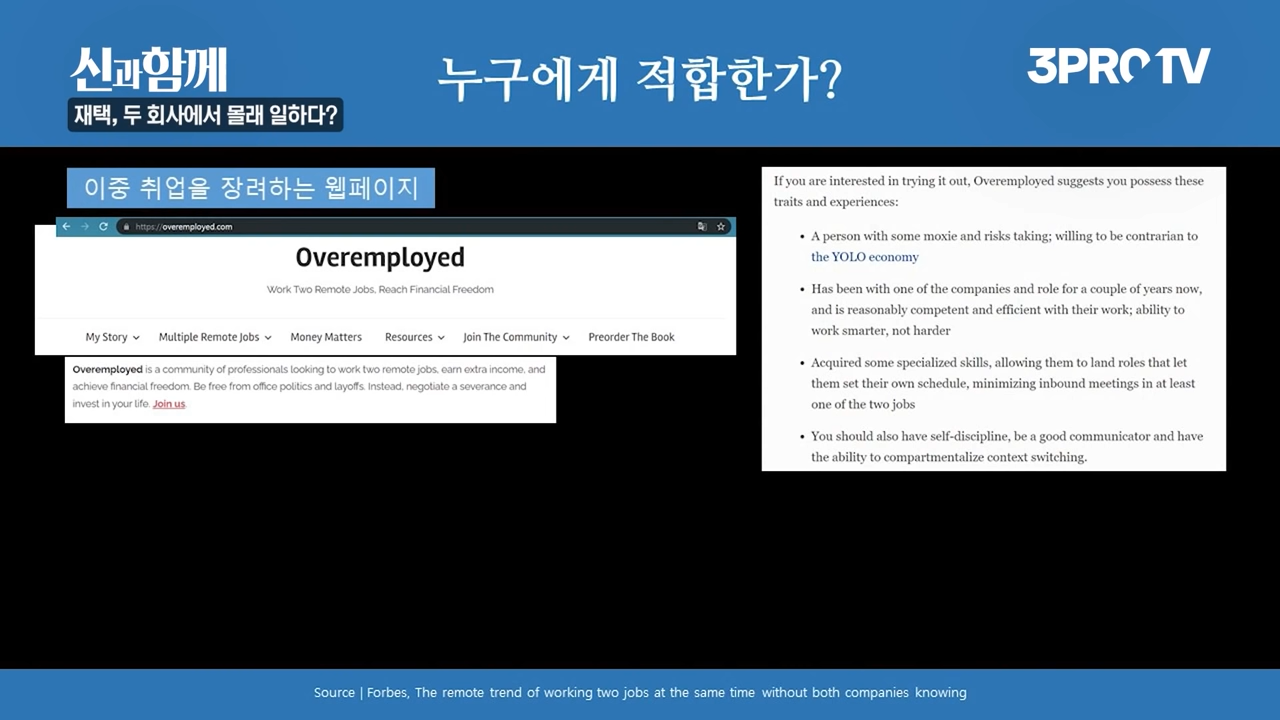 신과함께
재택, 두 회사에서 몰래 일하다?
누구에게 적합한가?
3PROTV
이중 취업을 장려하는 웹페이지
https://overemployed.com
Overemployed
Work Two Remote Jobs, Reach Financial Freedom
My Story Multiple Remote Jobs Money Matters Resources Join The Community Preorder The Book
Overemployed is a community of professionals looking to work two remote jobs, earn extra income, and
achieve financial freedom. Be free from office politics and layoffs. Instead, negotiate a severance and
invest in your life. Join us.
If you are interested in trying it out, Overemployed suggests you possess these
traits and experiences:
• A person with some moxie and risks taking; willing to be contrarian to
the YOLO economy
• Has been with one of the companies and role for a couple of years now,
and is reasonably competent and efficient with their work; ability to
work smarter, not harder
• Acquired some specialized skills, allowing them to land roles that let
them set their own schedule, minimizing inbound meetings in at least
one of the two jobs
• You should also have self-discipline, be a good communicator and have
the ability to compartmentalize context switching.
Source | Forbes, The remote trend of working two jobs at the same time without both companies knowing